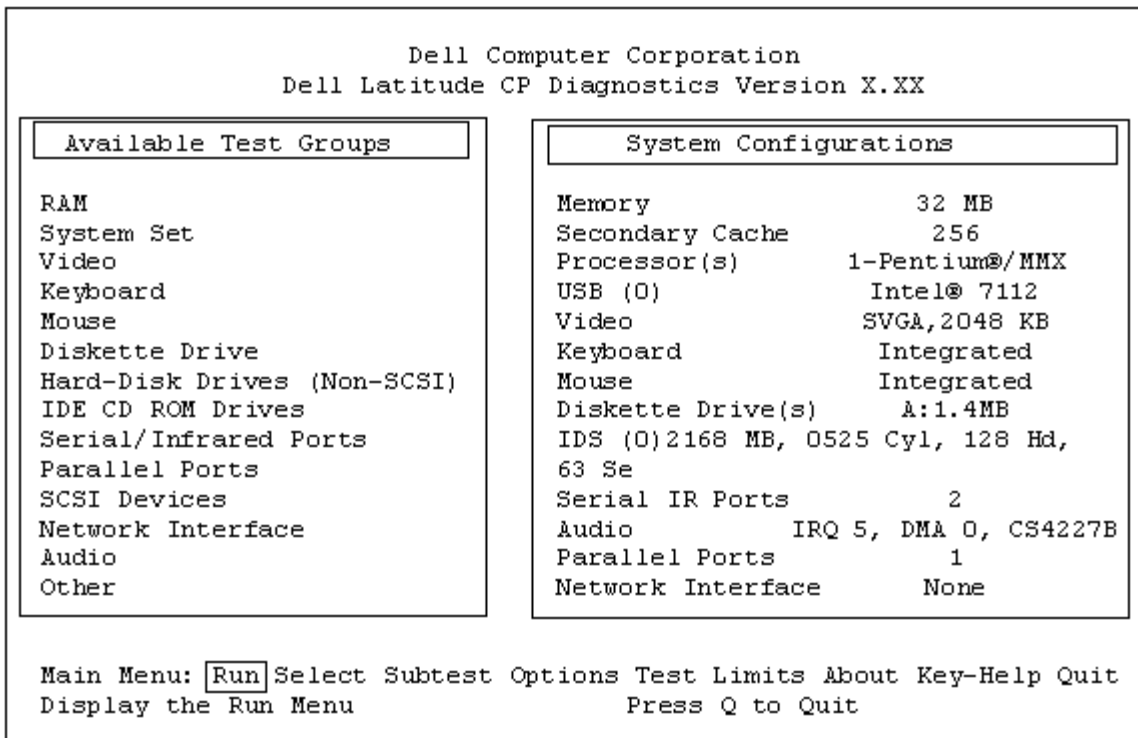 Dell Computer Corporation
Dell Latitude CP Diagnostics Version X.XX
Available Test Groups
RAM
System Set
Video
Keyboard
Mouse
Diskette Drive
Hard-Disk Drives (Non-SCSI)
IDE CD ROM Drives
Serial/Infrared Ports
Parallel Ports
SCSI Devices
Network Interface
Audio
Other
System Configurations
Memory 32 MB
Secondary Cache 256
Processor(s) 1-Pentium®/MMX
USB (0) Intel® 7112
Video SVGA,2048 KB
Keyboard Integrated
Mouse Integrated
Diskette Drive(s) A:1.4MB
IDS (0)2168 MB, 0525 Cyl, 128 Hd,
63 Se
Serial IR Ports 2
Audio IRQ 5, DMA 0, CS4227B
Parallel Ports 1
Network Interface None
Main Menu: Run Select Subtest Options Test Limits About Key-Help Quit
Display the Run Menu Press Q to Quit